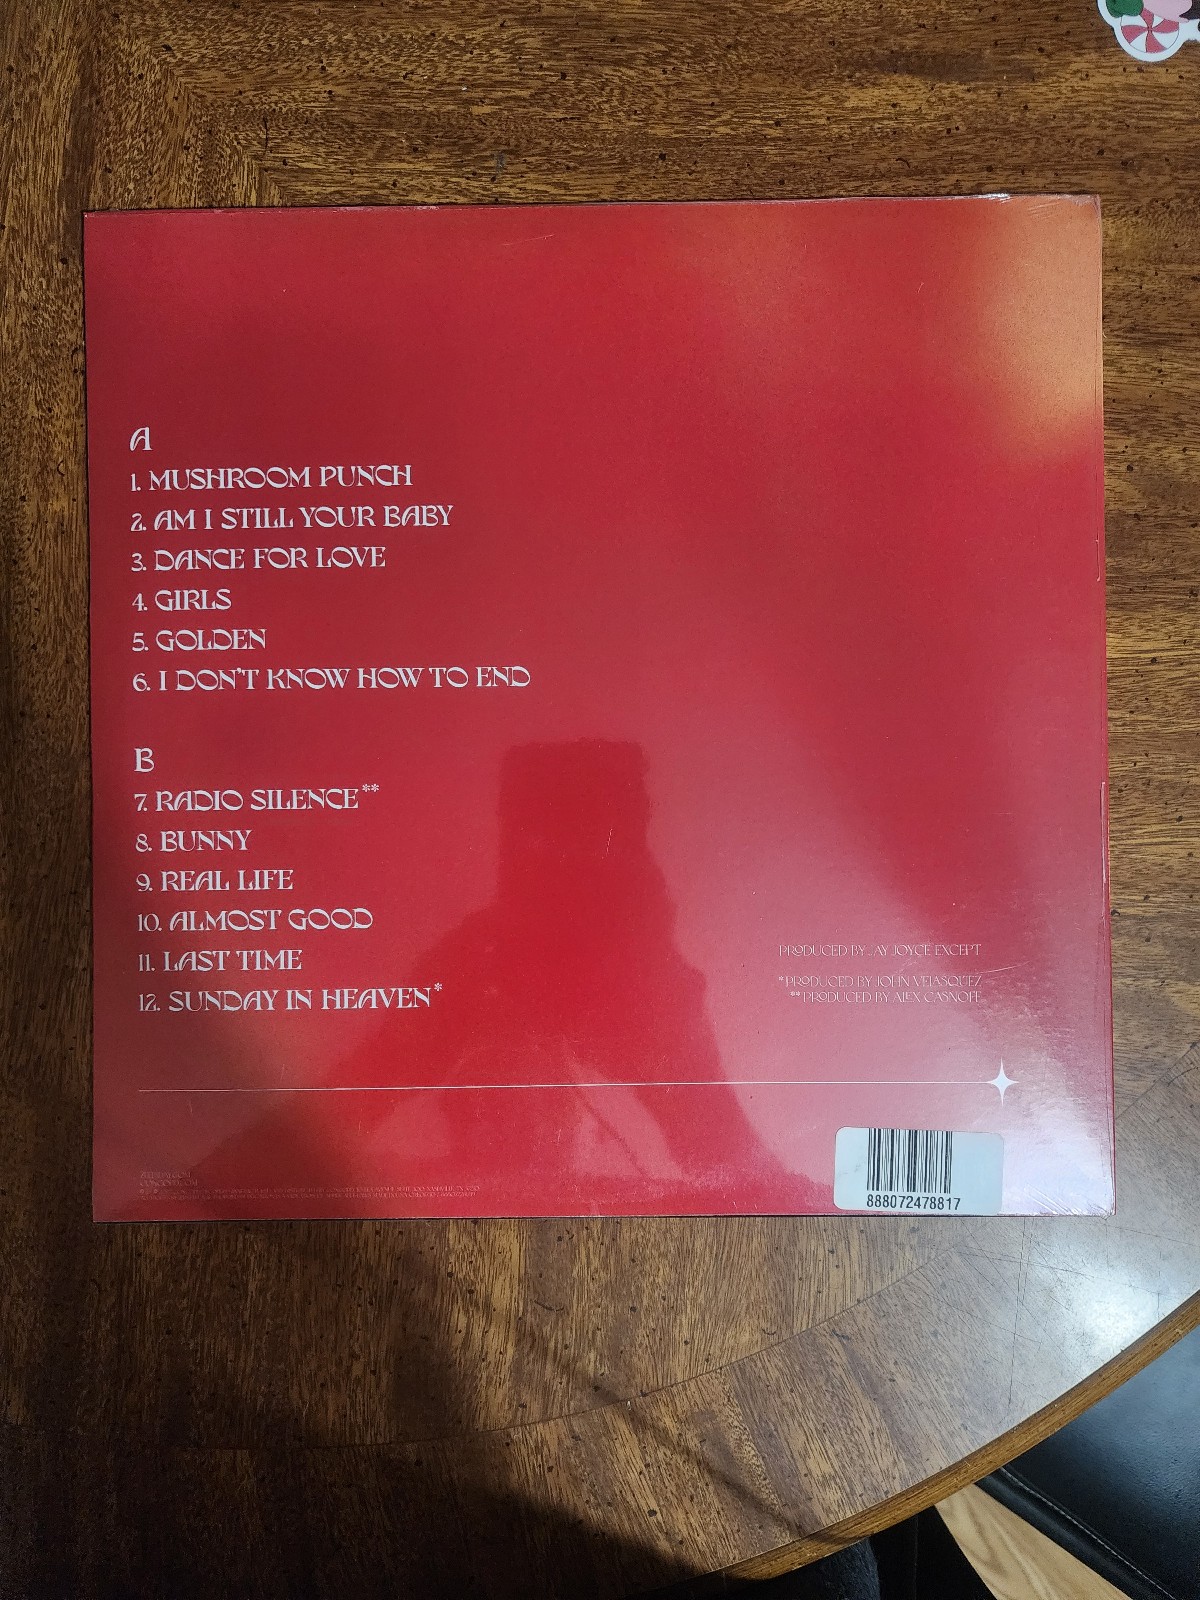 A
1. MUSHROOM PUNCH
2. AM I STILL YOUR BABY
3. DANCE FOR LOVE
4. GIRLS
5. GOLDEN
6. I DON'T KNOW HOW TO END
B
7. RADIO SILENCE**
8. BUNNY
9. REAL LIFE
10. ALMOST GOOD
11. LAST TIME
12. SUNDAY IN HEAVEN*
PRODUCED BY JAY JOYCE EXCEPT
*PRODUCED BY JOHN VELASQUEZ
**PRODUCED BY ALEX CASNOFF
888072478817